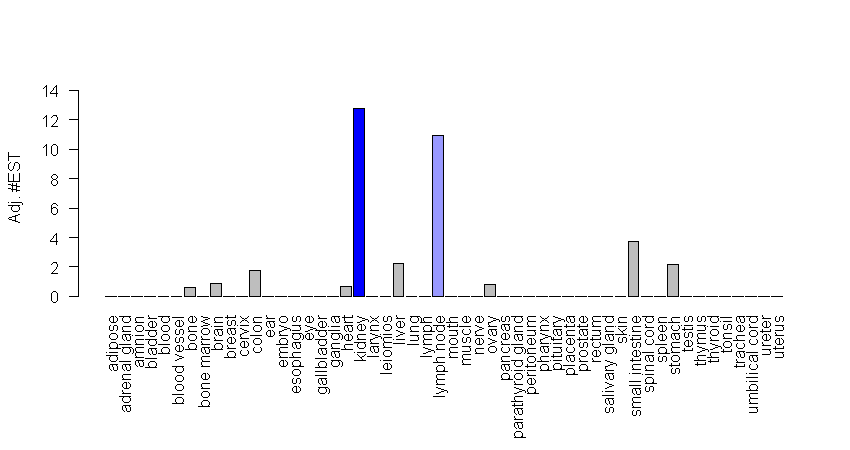 Adj. #EST
14
12
10
8
6
4
2
0
adipose
adrenal gland
amnion
bladder
blood
blood vessel
bone
bone marrow
brain
breast
cervix
colon
ear
embryo
esophagus
eye
gallbladder
ganglia
heart
kidney
larynx
leiomios
liver
lung
lymph
lymph node
mouth
muscle
nerve
ovary
pancreas
parathyroid gland
peritoneum
pharynx
pituitary
placenta
prostate
rectum
salivary gland
skin
small intestine
spinal cord
spleen
stomach
testis
thymus
thyroid
tonsil
trachea
umbilical cord
ureter
uterus